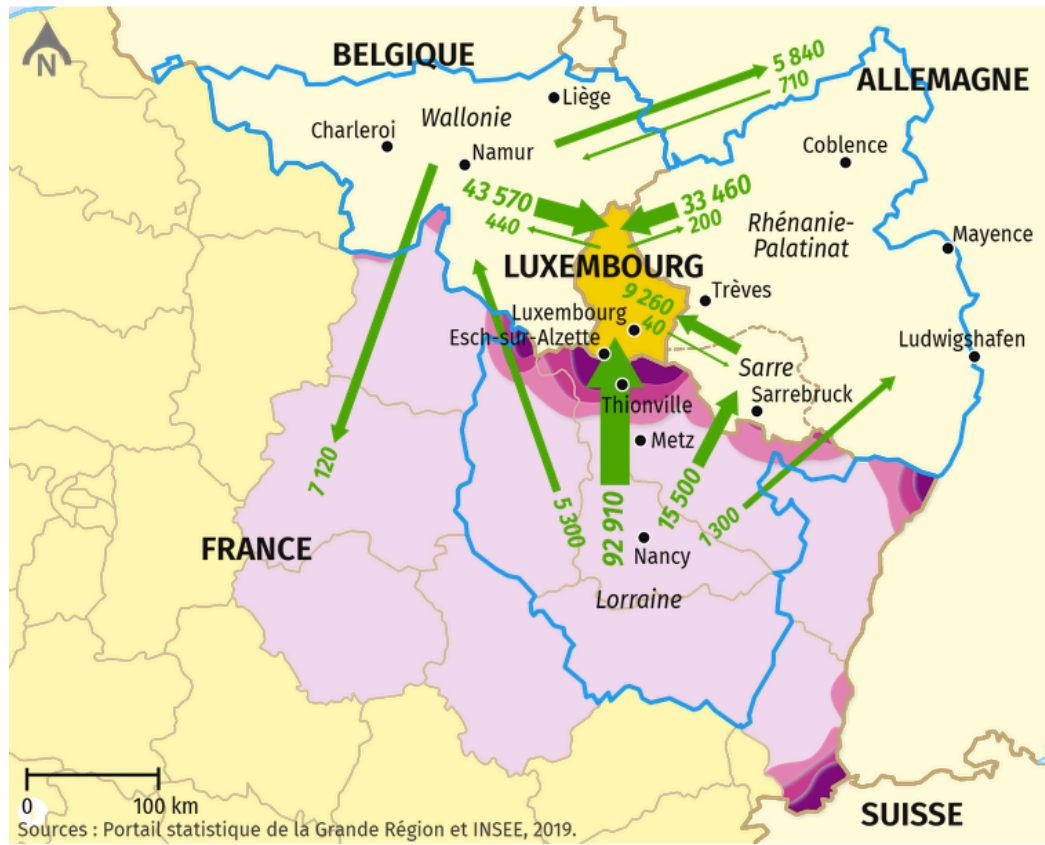 N
BELGIQUE
5 840
710
ALLEMAGNE
Liège
Wallonie
Charleroi
Namur
Coblence
43 570
440
33 460
200
Rhénanie-
Palatinat
Mayence
LUXEMBOURG
9 260
40
Trèves
Luxembourg
Esch-sur-Alzette
Ludwigshafen
Sarre
Sarrebruck
Thionville
Metz
7 120
5 300
92 910
15 500
1 300
FRANCE
Nancy
Lorraine
0
100 km
SUISSE
Sources : Portail statistique de la Grande Région et INSEE, 2019.